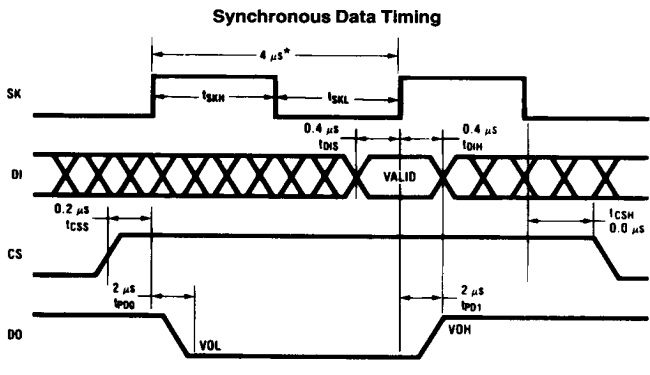 Synchronous Data Timing
4 μs*
SK
tSKH
tSKL
0.4 μs
tDIS
0.4 μs
tDIH
DI
VALID
0.2 μs
tCSS
tCSH
0.0 μs
CS
2 μs
tPD0
2 μs
tPD1
DO
VOL
VOH